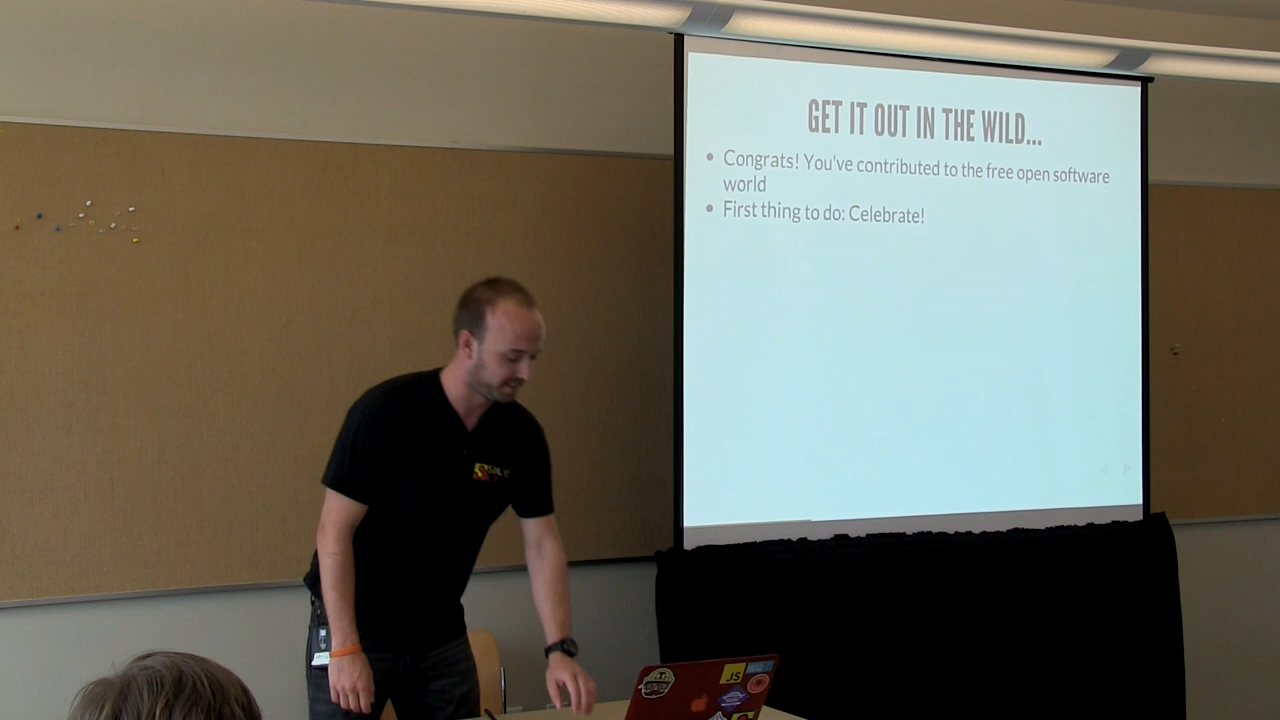 GET IT OUT IN THE WILD...
• Congrats! You've contributed to the free open software
world
• First thing to do: Celebrate!
JS